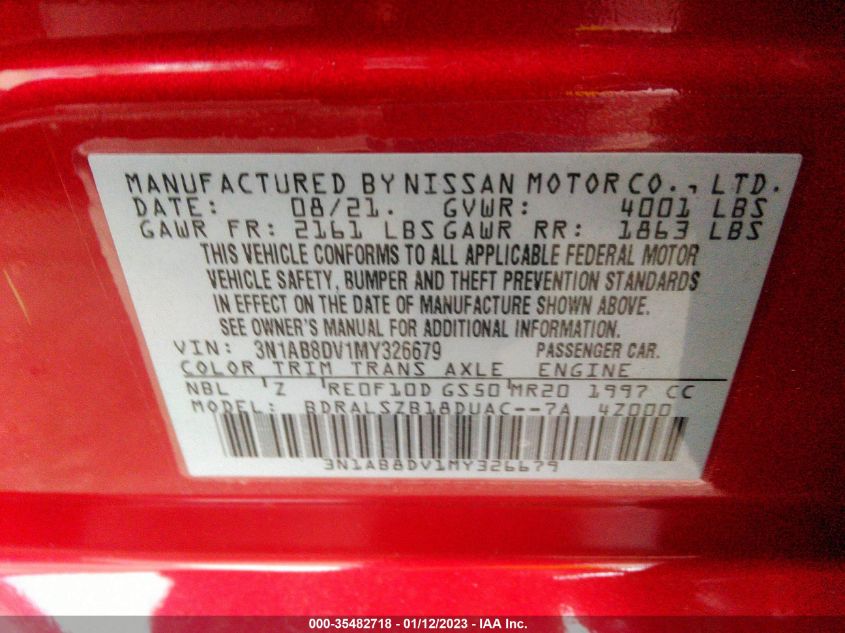 MANUFACTURED BY NISSAN MOTOR CO., LTD.
DATE: 08/21. GVWR: 4001 LBS
GAWR FR: 2161 LBS GAWR RR: 1863 LBS
THIS VEHICLE CONFORMS TO ALL APPLICABLE FEDERAL MOTOR
VEHICLE SAFETY, BUMPER AND THEFT PREVENTION STANDARDS
IN EFFECT ON THE DATE OF MANUFACTURE SHOWN ABOVE.
SEE OWNER'S MANUAL FOR ADDITIONAL INFORMATION.
VIN: 3N1AB8DV1MY326679 PASSENGER CAR.
COLOR TRIM TRANS AXLE ENGINE
NBL 'Z 'RE0F10D GS50'MR20 1997 CC
MODEL: BDRALSZB18DUAC--7A 4Z000
3N1AB8DV1MY326679
000-35482718 - 01/12/2023 - IAA Inc.